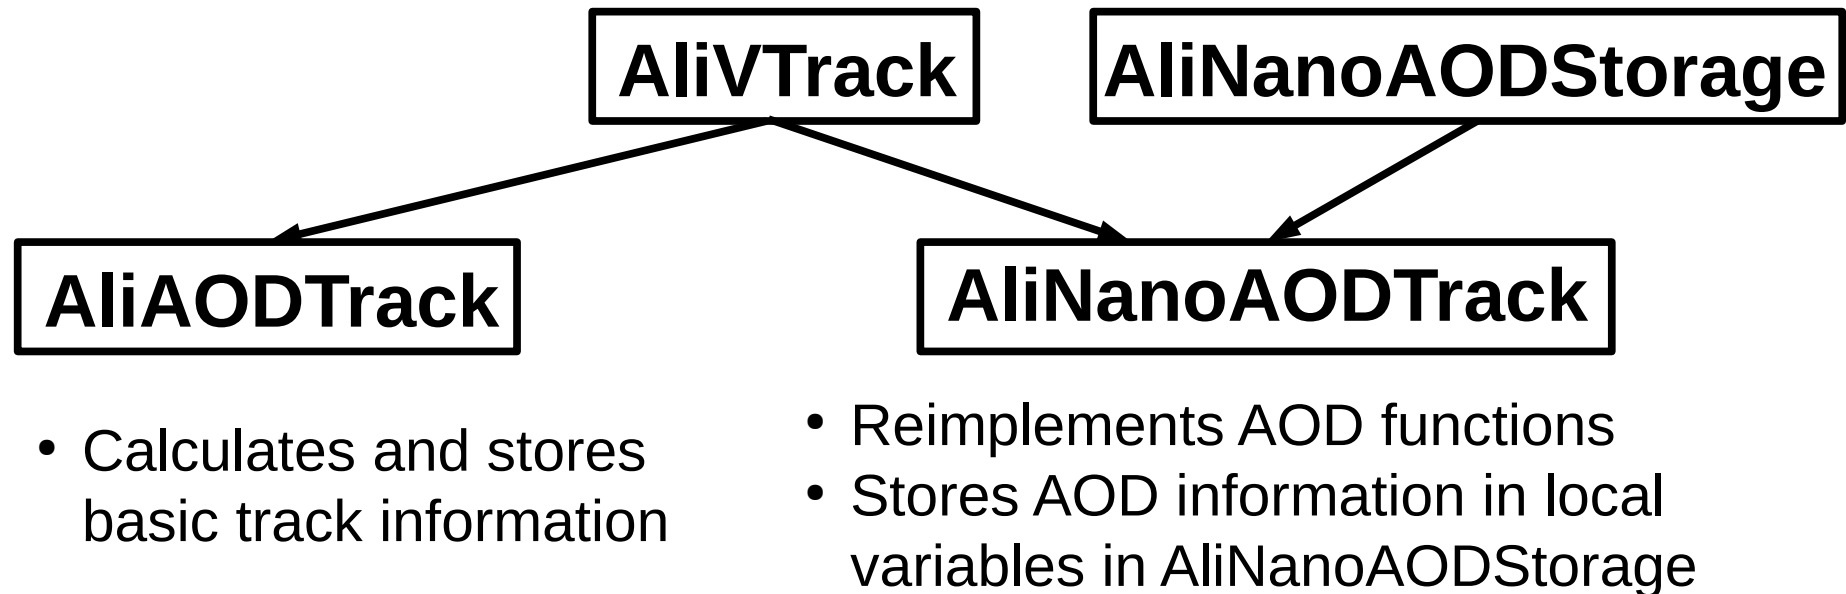 AliVTrack
AliNanoAODStorage
AliAODTrack
AliNanoAODTrack
• Calculates and stores
basic track information
• Reimplements AOD functions
• Stores AOD information in local
variables in AliNanoAODStorage